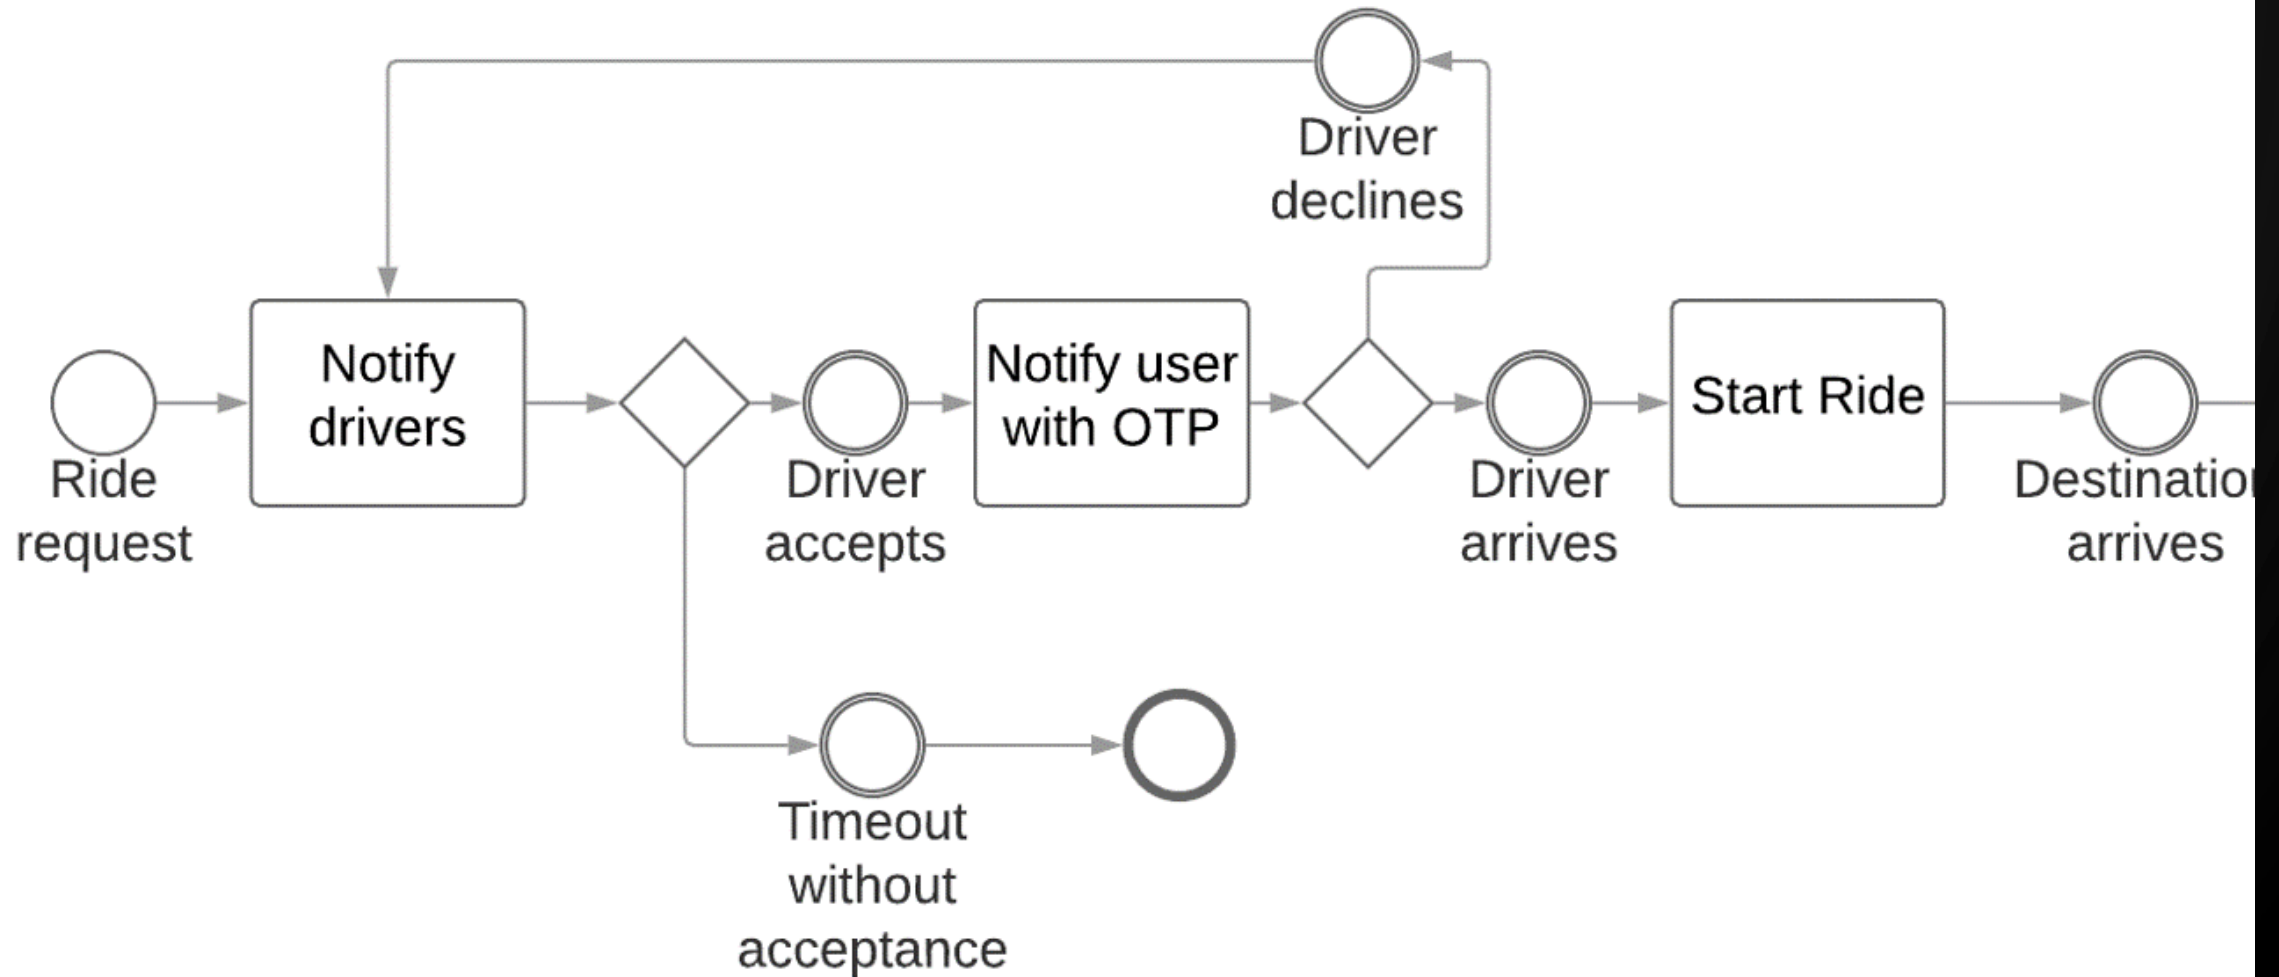 Driver
declines
Notify
drivers
Notify user
with OTP
Start Ride
Ride
request
Driver
accepts
Driver
arrives
arrives
Timeout
without
acceptance